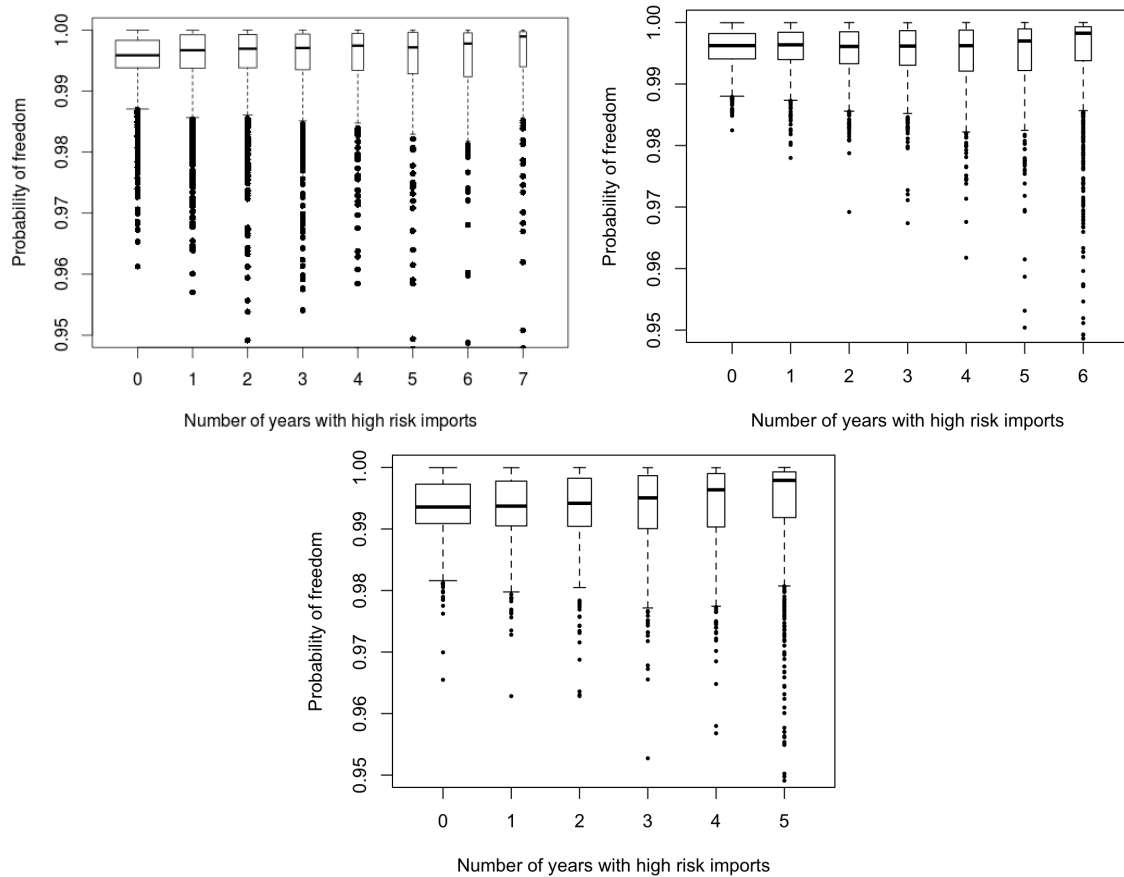 Probability of freedom
1.00
0.99
0.98
0.97
0.96
0.95
0 1 2 3 4 5 6 7
Number of years with high risk imports
Probability of freedom
1.00
0.99
0.98
0.97
0.96
0.95
0 1 2 3 4 5 6
Number of years with high risk imports
Probability of freedom
1.00
0.99
0.98
0.97
0.96
0.95
0 1 2 3 4 5
Number of years with high risk imports